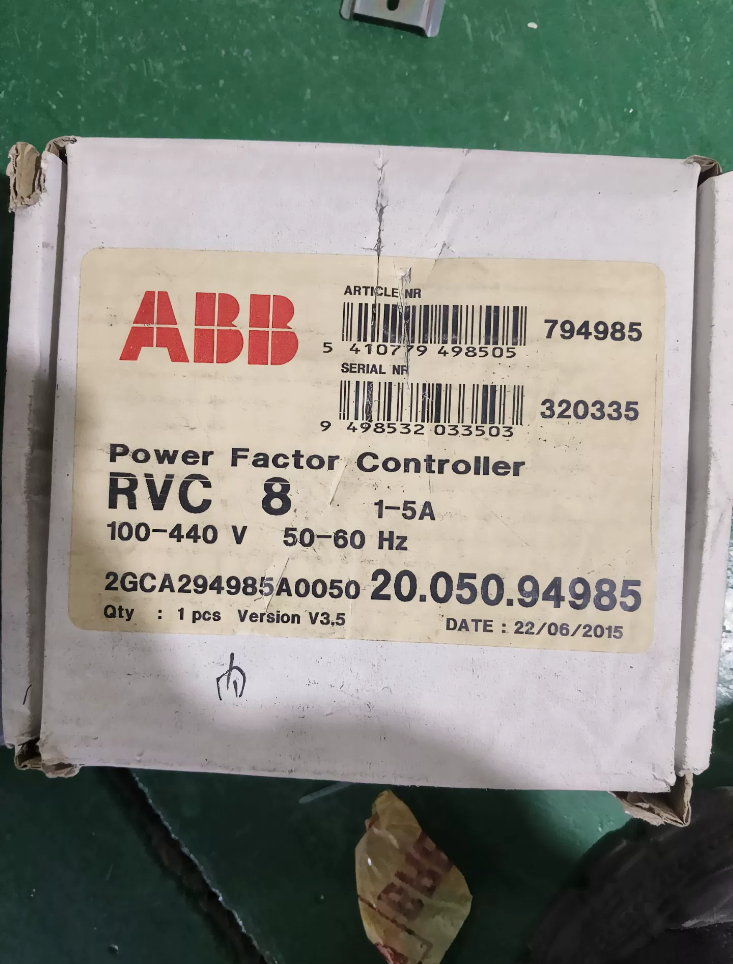 ABB
ARTICLE NR
794985
5 410779 498505
SERIAL NR
320335
9 498532 033503
Power Factor Controller
RVC 8 1-5A
100-440 V 50-60 Hz
2GCA294985A0050 20.050.94985
Qty : 1 pcs Version V3.5
DATE : 22/06/2015